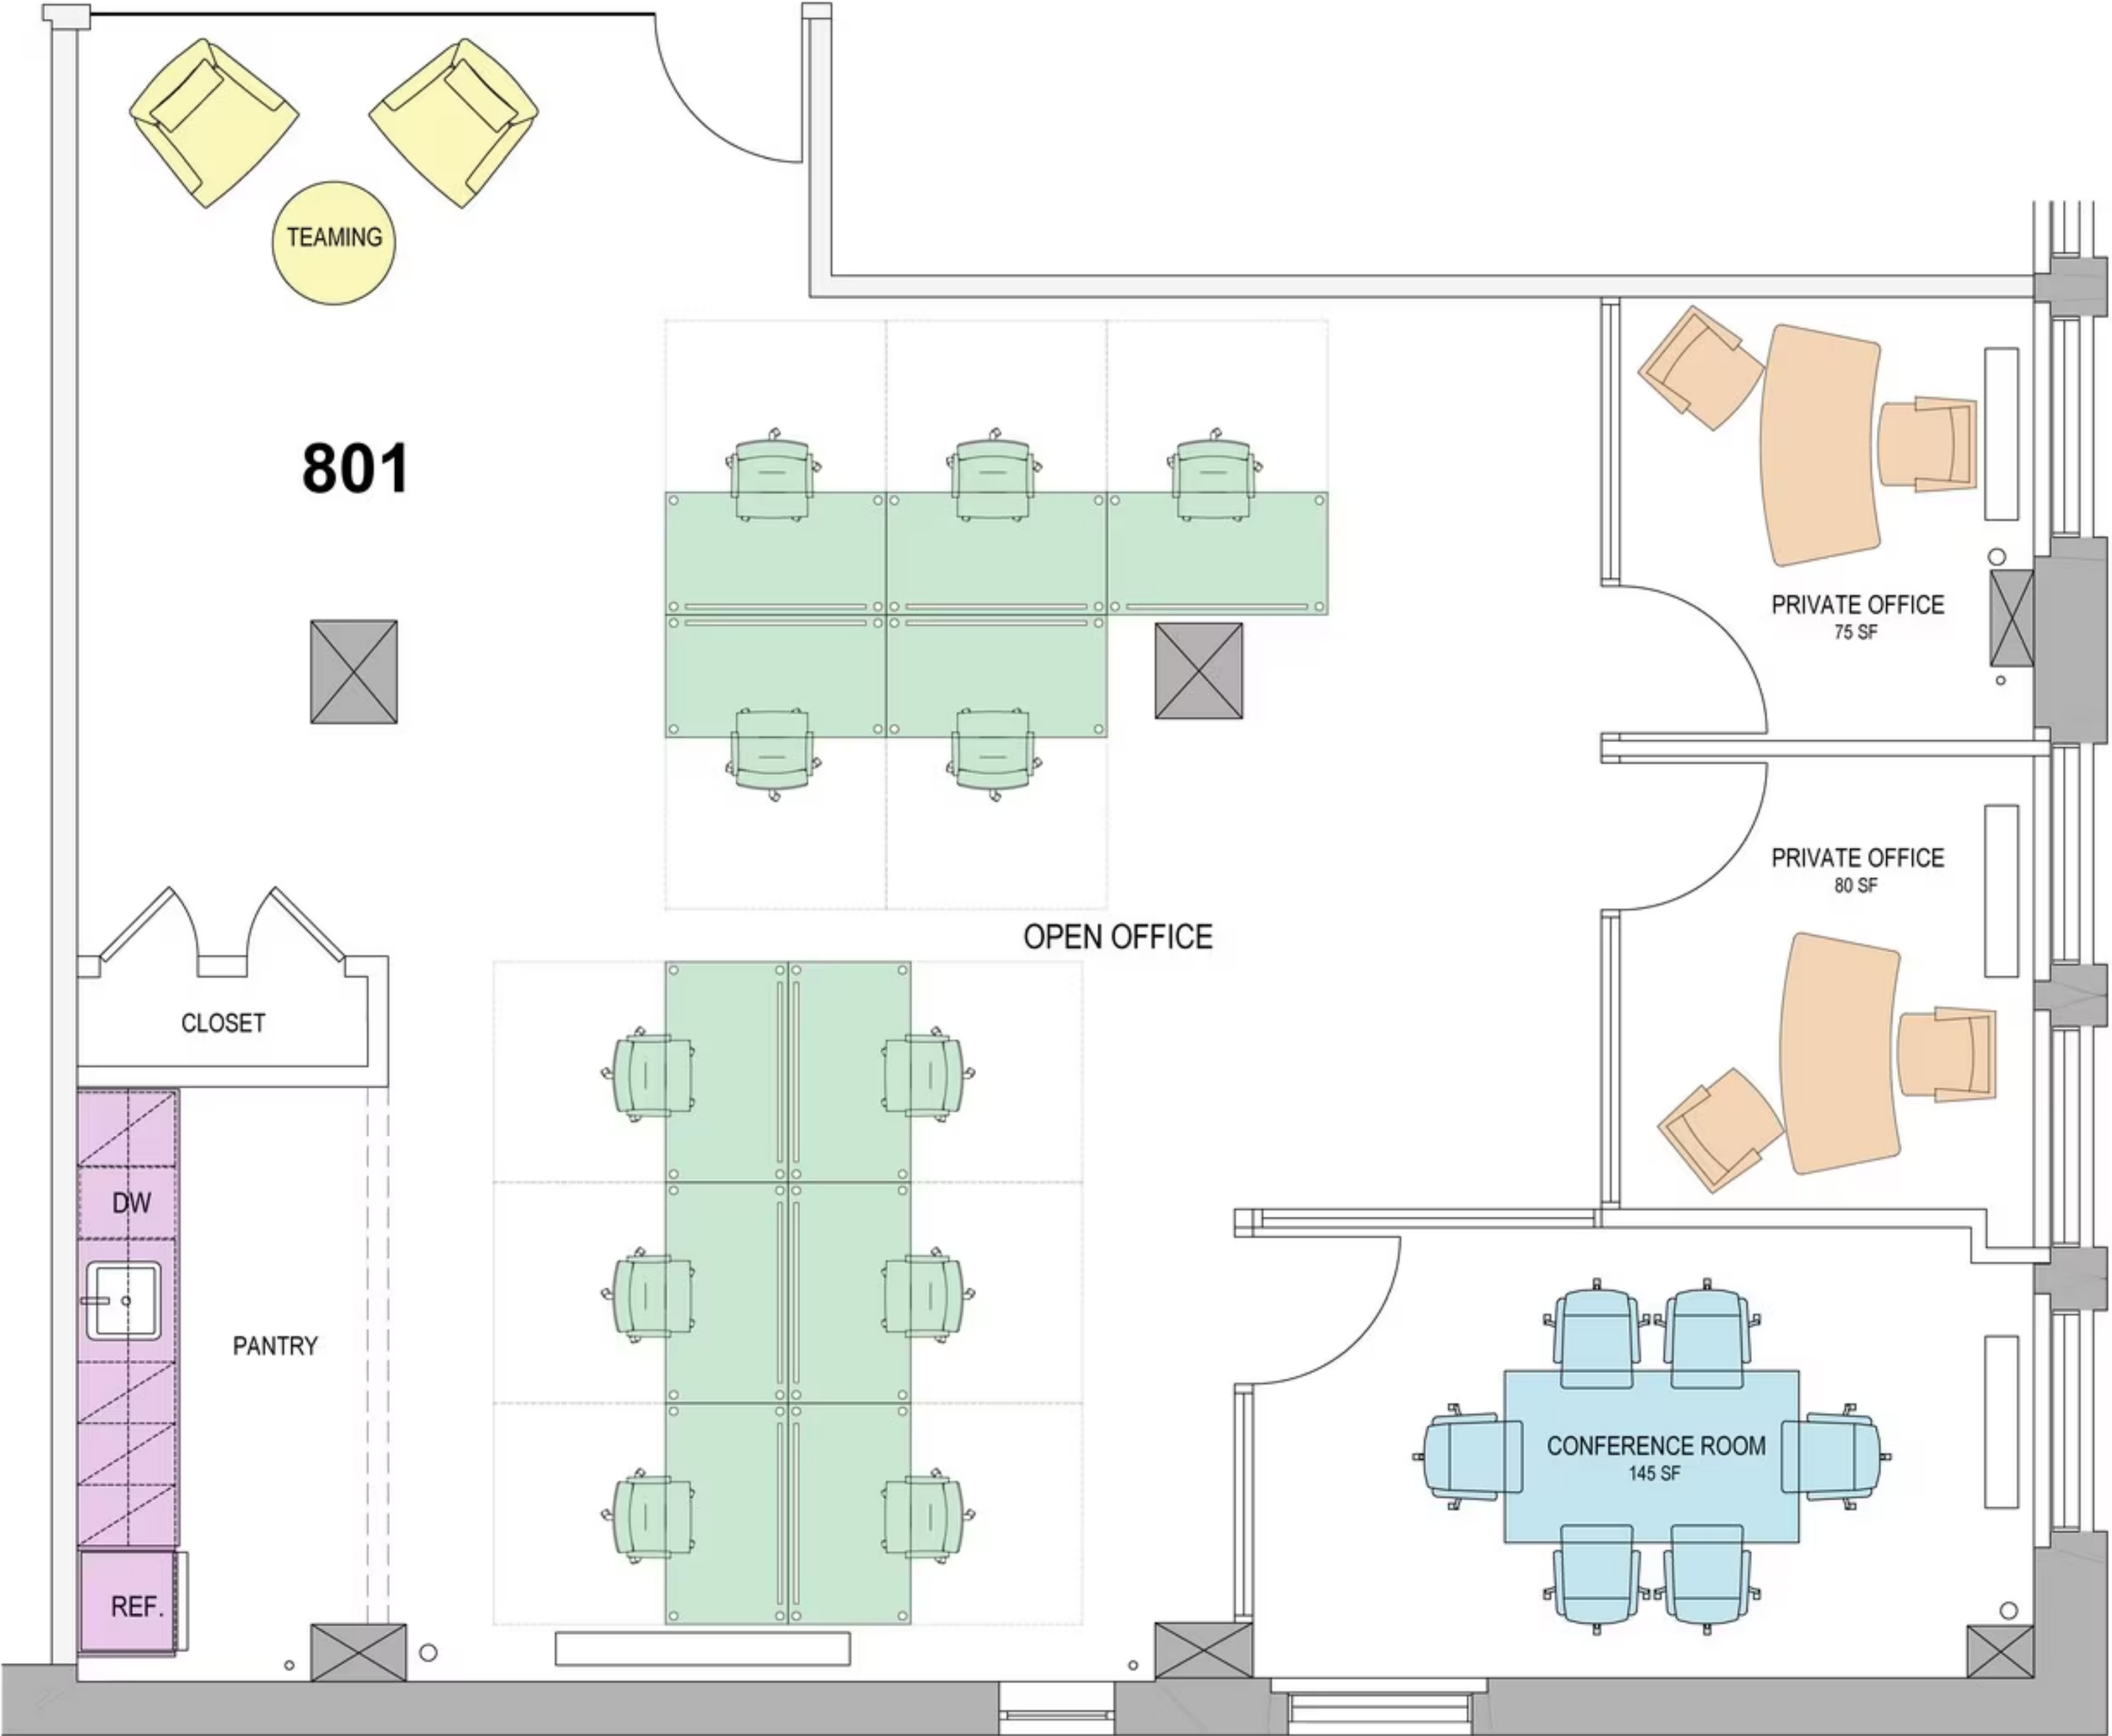 TEAMING
801
PRIVATE OFFICE
75 SF
PRIVATE OFFICE
80 SF
OPEN OFFICE
CLOSET
DW
PANTRY
CONFERENCE ROOM
145 SF
REF.